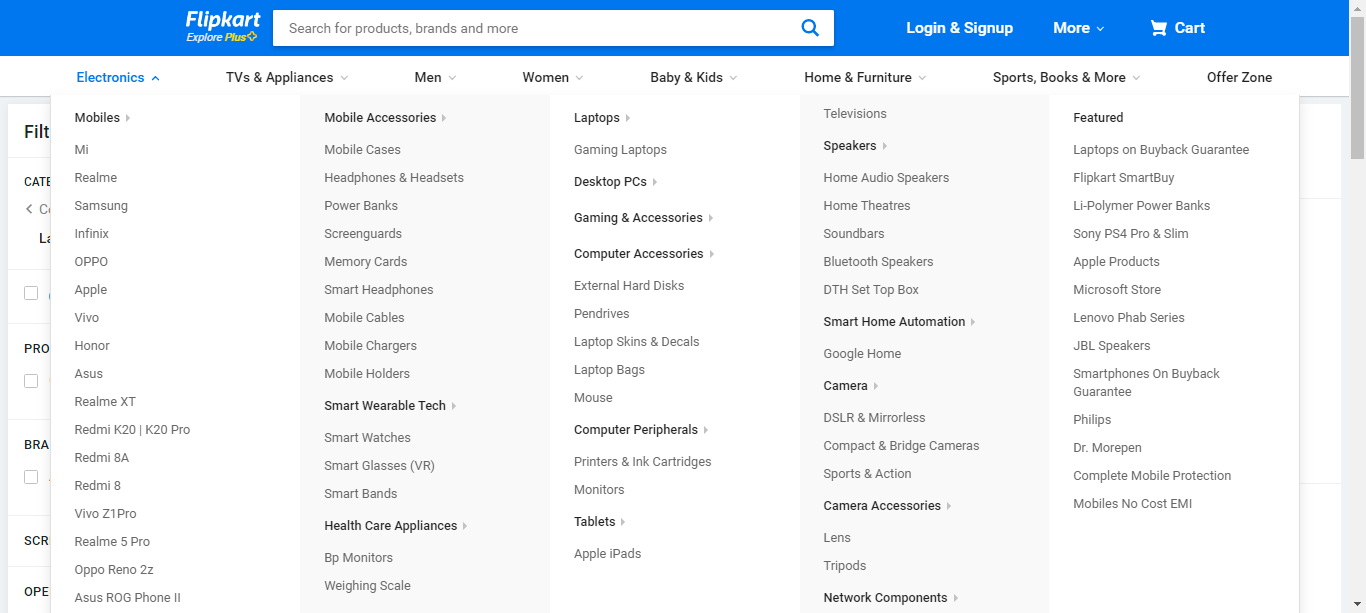 Flipkart
Explore Plus
Search for products, brands and more
Login & Signup
More
Cart
Electronics
TVs & Appliances
Men
Women
Baby & Kids
Home & Furniture
Sports, Books & More
Offer Zone
Mobiles
Mi
Realme
Samsung
Infinix
OPPO
Apple
Vivo
Honor
Asus
Realme XT
Redmi K20 | K20 Pro
Redmi 8A
Redmi 8
Vivo Z1Pro
Realme 5 Pro
Oppo Reno 2z
Asus ROG Phone II
Mobile Accessories
Mobile Cases
Headphones & Headsets
Power Banks
Screenguards
Memory Cards
Smart Headphones
Mobile Cables
Mobile Chargers
Mobile Holders
Smart Wearable Tech
Smart Watches
Smart Glasses (VR)
Smart Bands
Health Care Appliances
Bp Monitors
Weighing Scale
Laptops
Gaming Laptops
Desktop PCs
Gaming & Accessories
Computer Accessories
External Hard Disks
Pendrives
Laptop Skins & Decals
Laptop Bags
Mouse
Computer Peripherals
Printers & Ink Cartridges
Monitors
Tablets
Apple iPads
Televisions
Speakers
Home Audio Speakers
Home Theatres
Soundbars
Bluetooth Speakers
DTH Set Top Box
Smart Home Automation
Google Home
Camera
DSLR & Mirrorless
Compact & Bridge Cameras
Sports & Action
Camera Accessories
Lens
Tripods
Network Components
Featured
Laptops on Buyback Guarantee
Flipkart SmartBuy
Li-Polymer Power Banks
Sony PS4 Pro & Slim
Apple Products
Microsoft Store
Lenovo Phab Series
JBL Speakers
Smartphones On Buyback
Guarantee
Philips
Dr. Morepen
Complete Mobile Protection
Mobiles No Cost EMI
Filt
CATE
Co
La
PRO
BRA
SCR
OPE